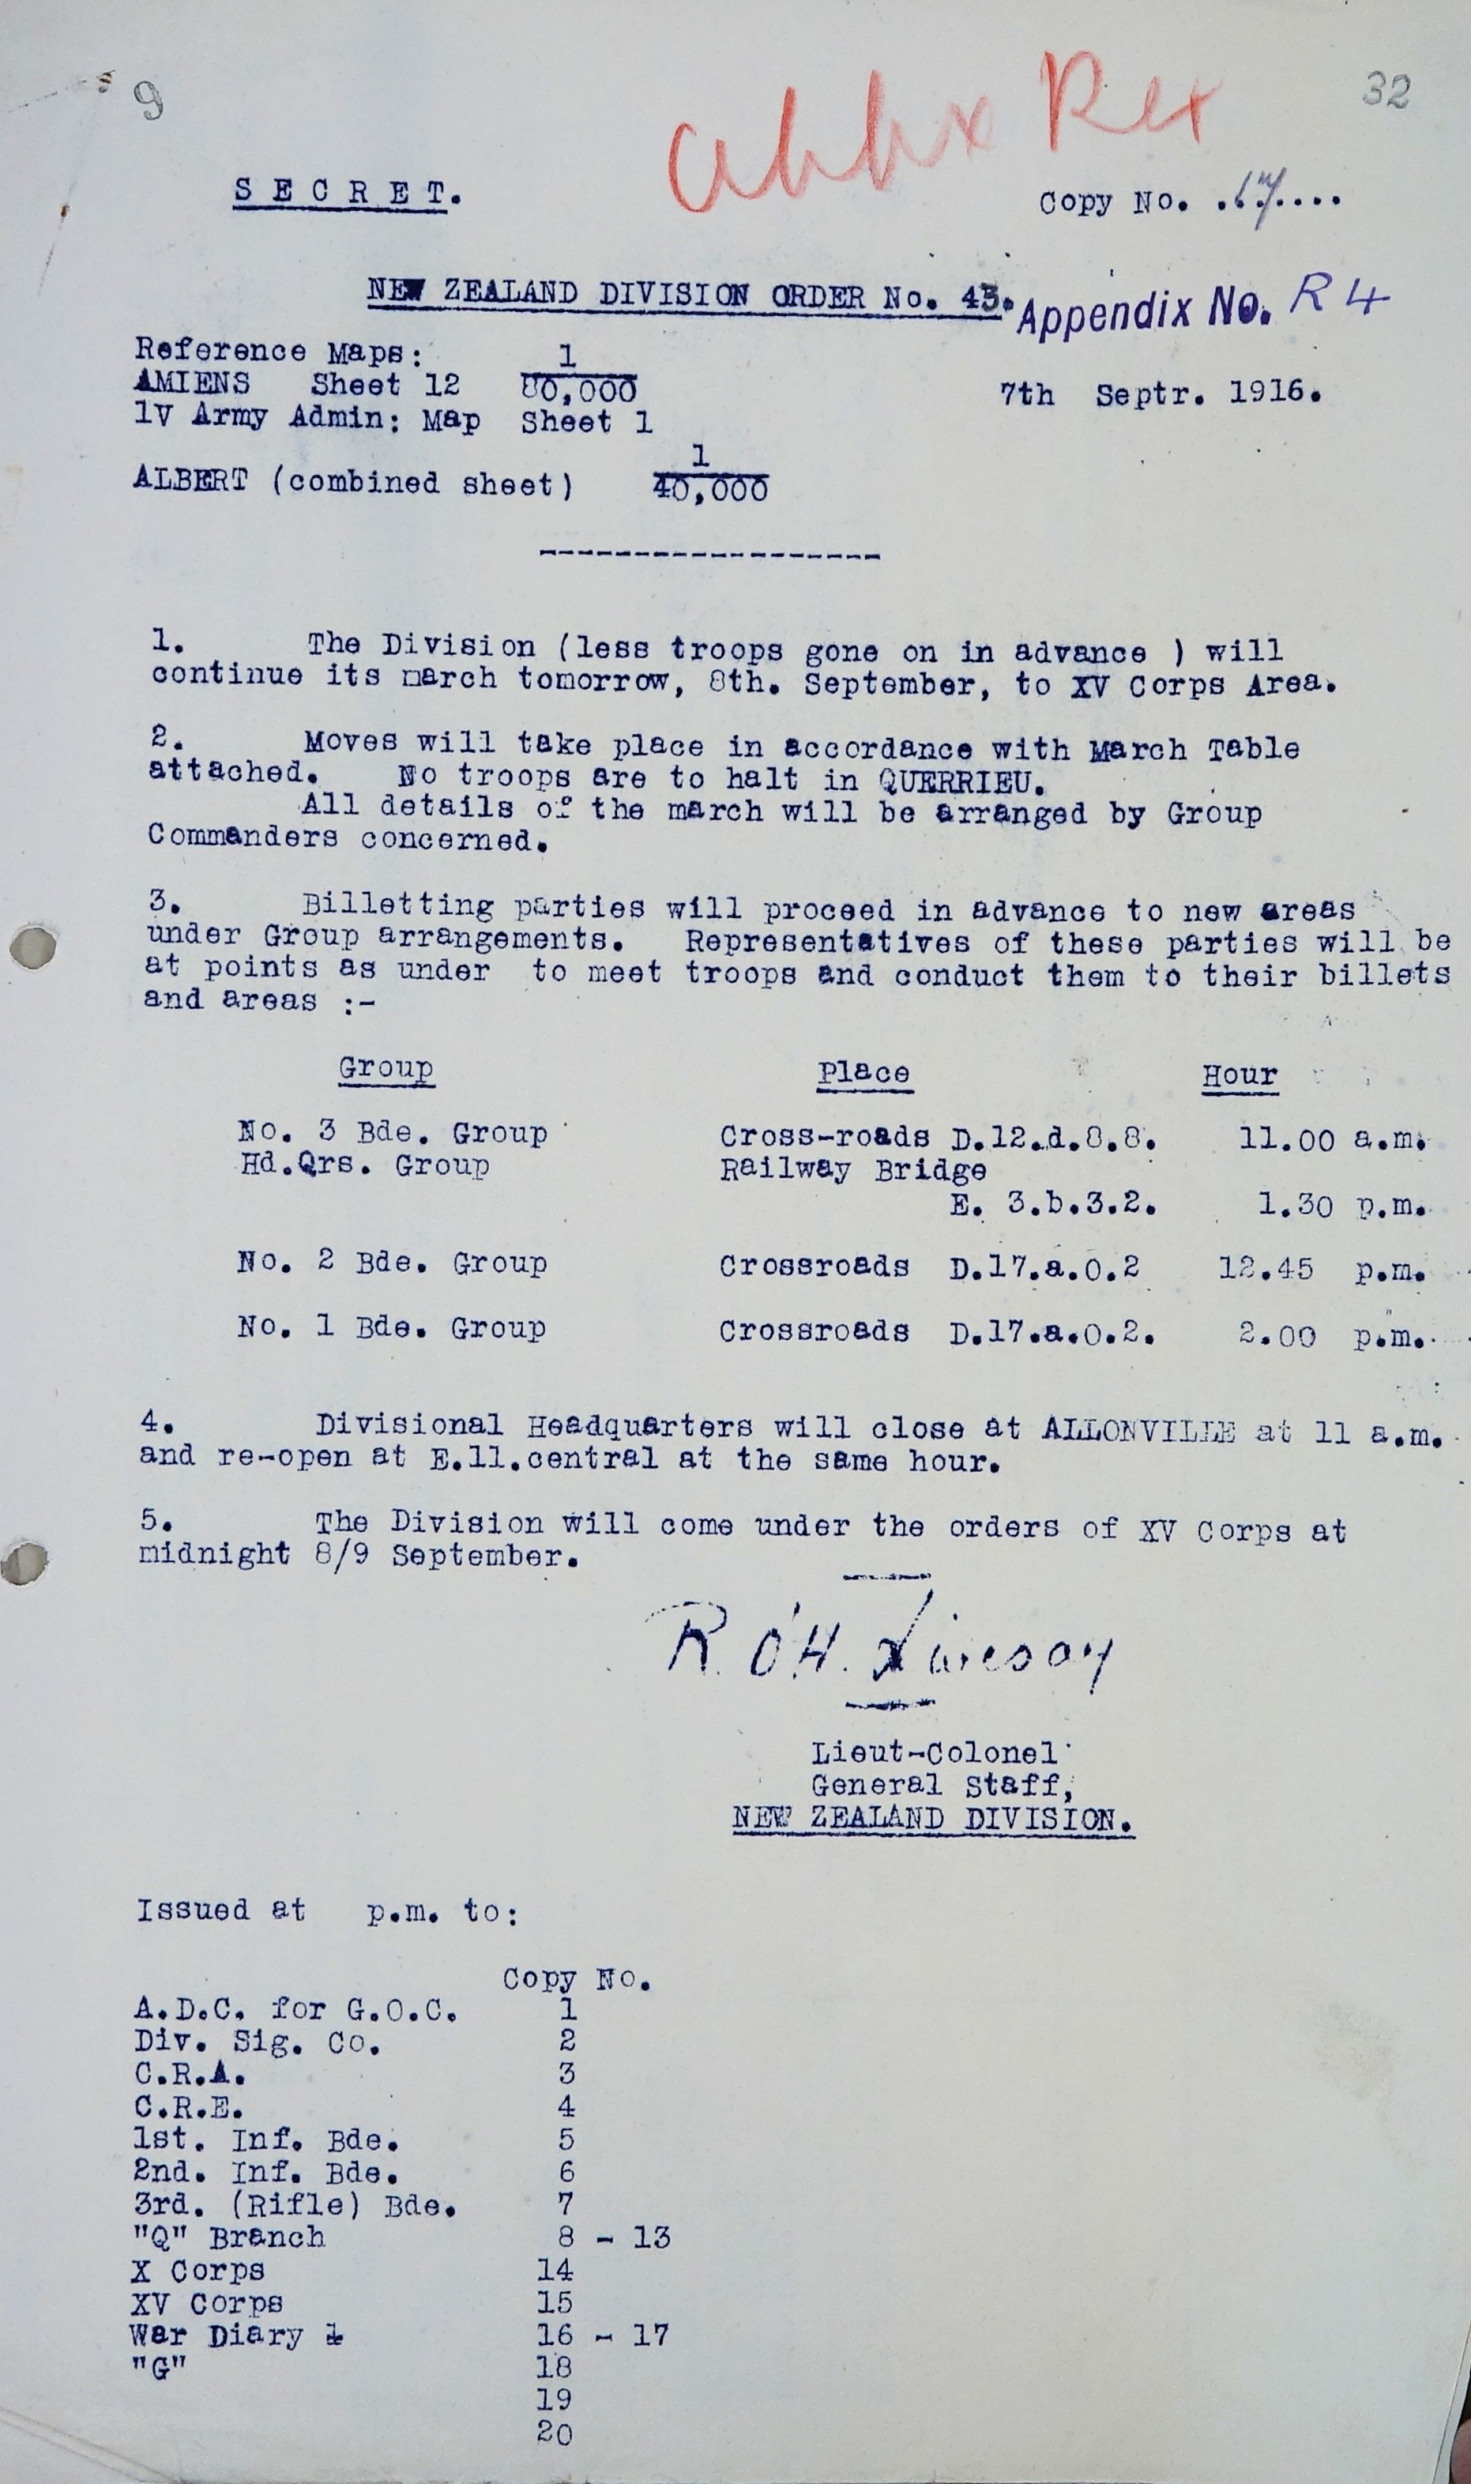 9
32
S E C R E T.
Copy No. .17....
NEW ZEALAND DIVISION ORDER No. 43.
Appendix No. R 4
Reference Maps:
AMIENS Sheet 12 1/80,000
7th Septr. 1916.
1V Army Admin: Map Sheet 1
ALBERT (combined sheet) 1/40,000
------------------
1. The Division (less troops gone on in advance ) will
continue its march tomorrow, 8th. September, to XV Corps Area.
2. Moves will take place in accordance with March Table
attached. No troops are to halt in QUERRIEU.
All details of the march will be arranged by Group
Commanders concerned.
3. Billetting parties will proceed in advance to new areas
under Group arrangements. Representatives of these parties will be
at points as under to meet troops and conduct them to their billets
and areas :-
Group Place Hour
No. 3 Bde. Group Cross-roads D.12.d.8.8. 11.00 a.m.
Hd.Qrs. Group Railway Bridge
E. 3.b.3.2. 1.30 p.m.
No. 2 Bde. Group Crossroads D.17.a.0.2 12.45 p.m.
No. 1 Bde. Group Crossroads D.17.a.0.2. 2.00 p.m.
4. Divisional Headquarters will close at ALLONVILLE at 11 a.m.
and re-open at E.11.central at the same hour.
5. The Division will come under the orders of XV Corps at
midnight 8/9 September.
R. O'H.
Lieut-Colonel
General Staff,
NEW ZEALAND DIVISION.
Issued at p.m. to:
Copy No.
A.D.C. for G.O.C. 1
Div. Sig. Co. 2
C.R.A. 3
C.R.E. 4
1st. Inf. Bde. 5
2nd. Inf. Bde. 6
3rd. (Rifle) Bde. 7
"Q" Branch 8 - 13
X Corps 14
XV Corps 15
War Diary 1 16 - 17
"G" 18
19
20